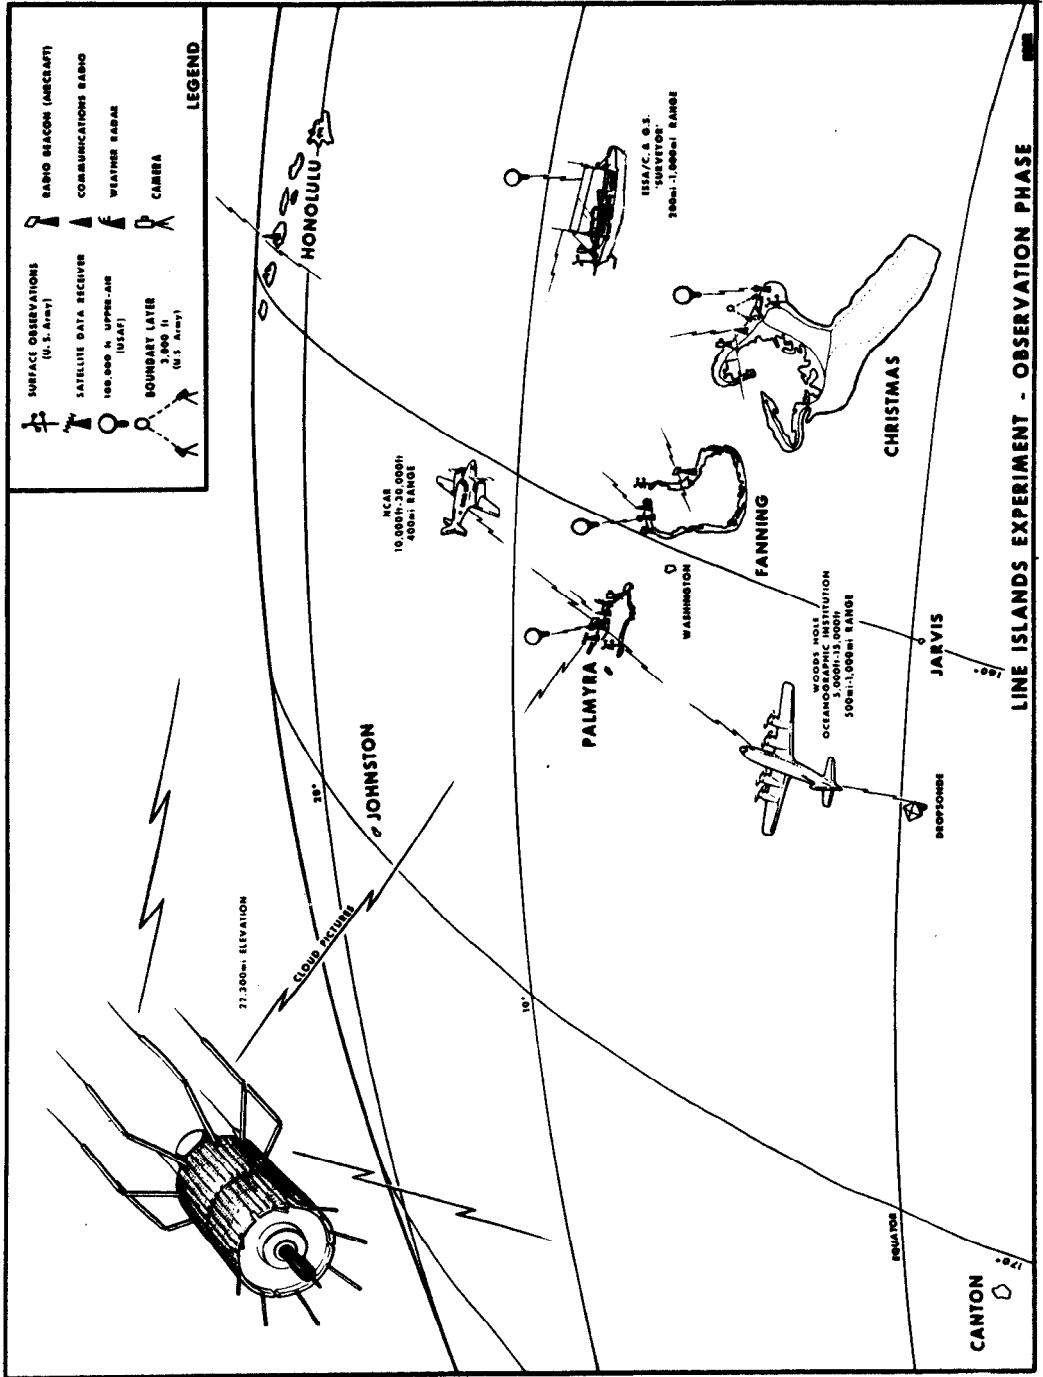 SURFACE OBSERVATIONS
(U. S. Army)
SATELLITE DATA RECEIVER
100,000 ft UPPER-AIR
(USAF)
BOUNDARY LAYER
3,000 ft
(U.S. Army)
RADIO BEACON (AIRCRAFT)
COMMUNICATIONS RADIO
WEATHER RADAR
CAMERA
LEGEND
22,300mi ELEVATION
CLOUD PICTURES
HONOLULU
20°
JOHNSTON
NCAR
10,000ft-30,000ft
400mi RANGE
10°
ESSA/C. & G.S.
'SURVEYOR'
200mi-1,000mi RANGE
PALMYRA
WASHINGTON
FANNING
CHRISTMAS
WOODS HOLE
OCEANOGRAPHIC INSTITUTION
5,000ft-15,000ft
500mi-1,000mi RANGE
EQUATOR
DROPSONDE
JARVIS
CANTON
170°
160°
LINE ISLANDS EXPERIMENT - OBSERVATION PHASE